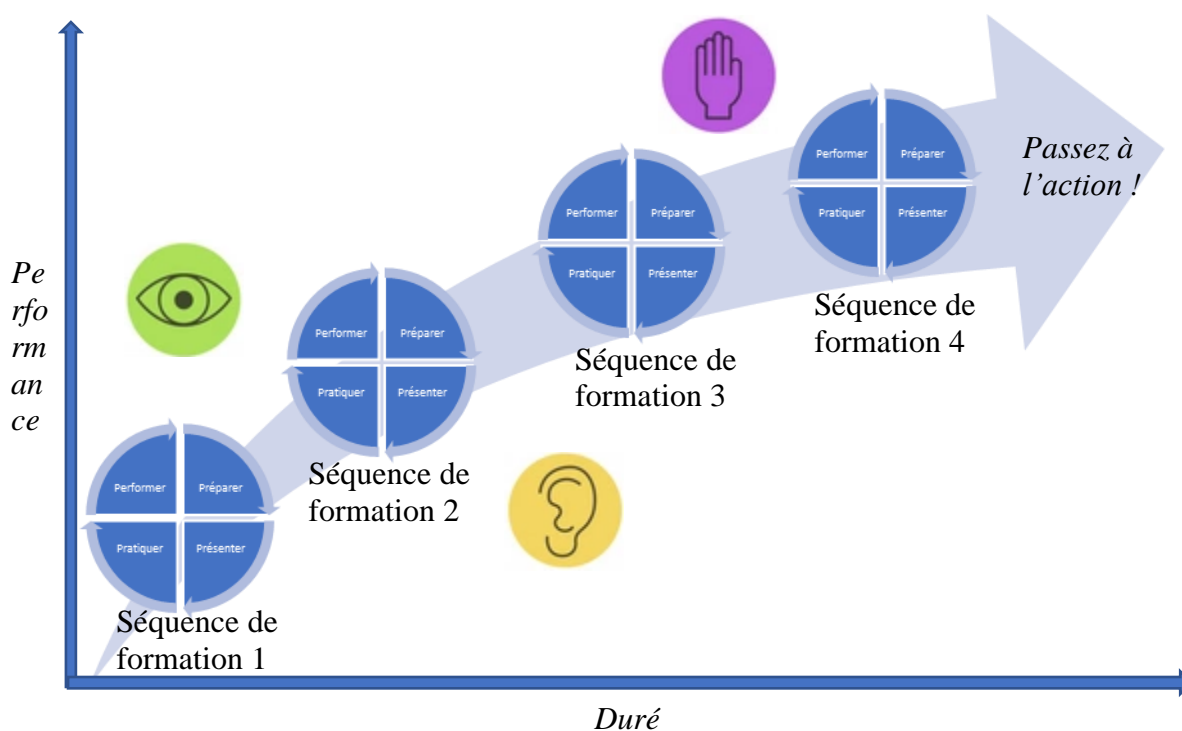 Pe
rfo
rm
an
ce
Performer
Préparer
Pratiquer
Présenter
Séquence de
formation 1
Performer
Préparer
Pratiquer
Présenter
Séquence de
formation 2
Performer
Préparer
Pratiquer
Présenter
Séquence de
formation 3
Performer
Préparer
Pratiquer
Présenter
Séquence de
formation 4
Passez à
l’action !
Duré